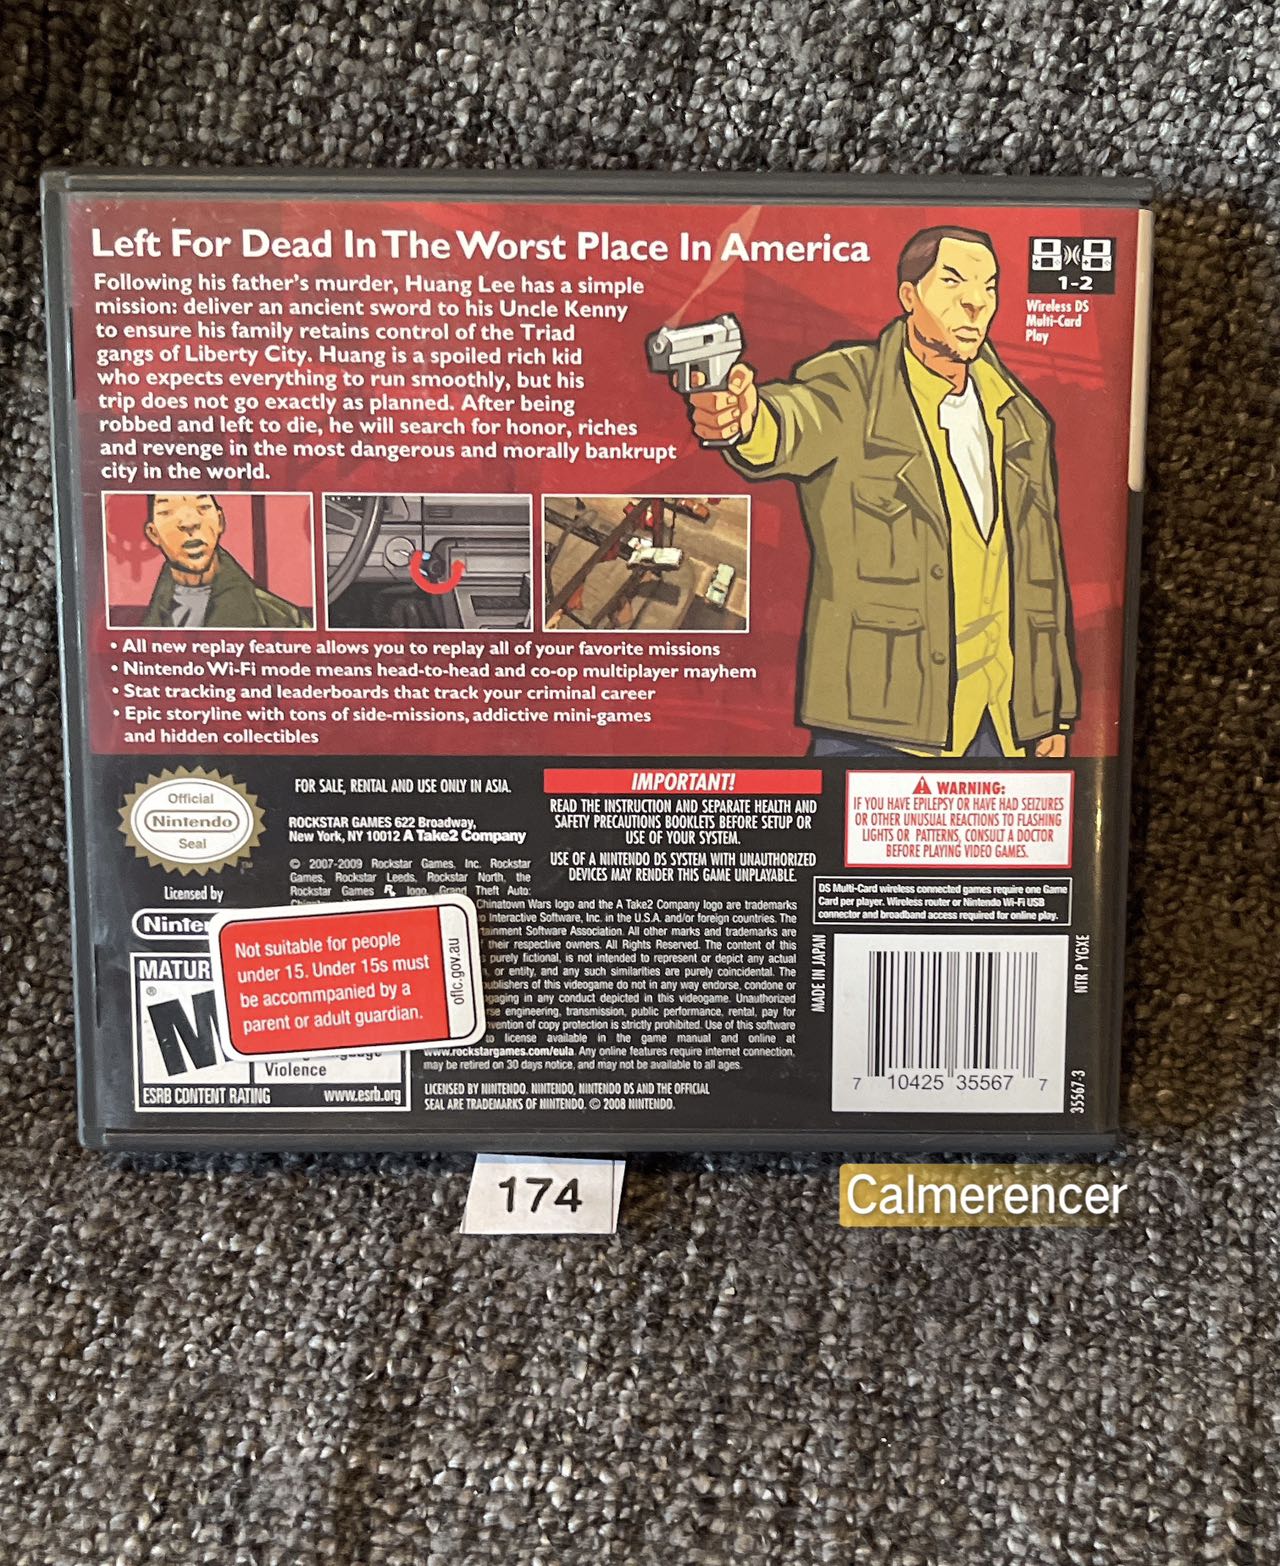 Left For Dead In The Worst Place In America
Following his father's murder, Huang Lee has a simple
mission: deliver an ancient sword to his Uncle Kenny
to ensure his family retains control of the Triad
gangs of Liberty City. Huang is a spoiled rich kid
who expects everything to run smoothly, but his
trip does not go exactly as planned. After being
robbed and left to die, he will search for honor, riches
and revenge in the most dangerous and morally bankrupt
city in the world.
1-2
Wireless DS
Multi-Card
Play
• All new replay feature allows you to replay all of your favorite missions
• Nintendo Wi-Fi mode means head-to-head and co-op multiplayer mayhem
• Stat tracking and leaderboards that track your criminal career
• Epic storyline with tons of side-missions, addictive mini-games
and hidden collectibles
Official
Nintendo
Seal
™
Licensed by
Ninte
FOR SALE, RENTAL AND USE ONLY IN ASIA.
ROCKSTAR GAMES 622 Broadway,
New York, NY 10012 A Take2 Company
© 2007-2009 Rockstar Games, Inc. Rockstar
Games, Rockstar Leeds, Rockstar North, the
Rockstar Games R logo, Grand Theft Auto:
Chinatown Wars logo and the A Take2 Company logo are trademarks
Interactive Software, Inc. in the U.S.A. and/or foreign countries. The
Software Association. All other marks and trademarks are
their respective owners. All Rights Reserved. The content of this
purely fictional, is not intended to represent or depict any actual
or entity, and any such similarities are purely coincidental. The
of this videogame do not in any way endorse, condone or
in any conduct depicted in this videogame. Unauthorized
engineering, transmission, public performance, rental, pay for
of copy protection is strictly prohibited. Use of this software
to license available in the game manual and online at
www.rockstargames.com/eula. Any online features require internet connection,
may be retired on 30 days notice, and may not be available to all ages.
LICENSED BY NINTENDO. NINTENDO, NINTENDO DS AND THE OFFICIAL
SEAL ARE TRADEMARKS OF NINTENDO. © 2008 NINTENDO.
IMPORTANT!
READ THE INSTRUCTION AND SEPARATE HEALTH AND
SAFETY PRECAUTIONS BOOKLETS BEFORE SETUP OR
USE OF YOUR SYSTEM.
USE OF A NINTENDO DS SYSTEM WITH UNAUTHORIZED
DEVICES MAY RENDER THIS GAME UNPLAYABLE.
WARNING:
IF YOU HAVE EPILEPSY OR HAVE HAD SEIZURES
OR OTHER UNUSUAL REACTIONS TO FLASHING
LIGHTS OR PATTERNS, CONSULT A DOCTOR
BEFORE PLAYING VIDEO GAMES.
DS Multi-Card wireless connected games require one Game
Card per player. Wireless router or Nintendo Wi-Fi USB
connector and broadband access required for online play.
MATUR
®
M
Violence
ESRB CONTENT RATING www.esrb.org
Not suitable for people
under 15. Under 15s must
be accommpanied by a
parent or adult guardian.
oflc.gov.au
MADE IN JAPAN
NTR P YGXE
7 10425 35567 7
35567-3
174
Calmerencer